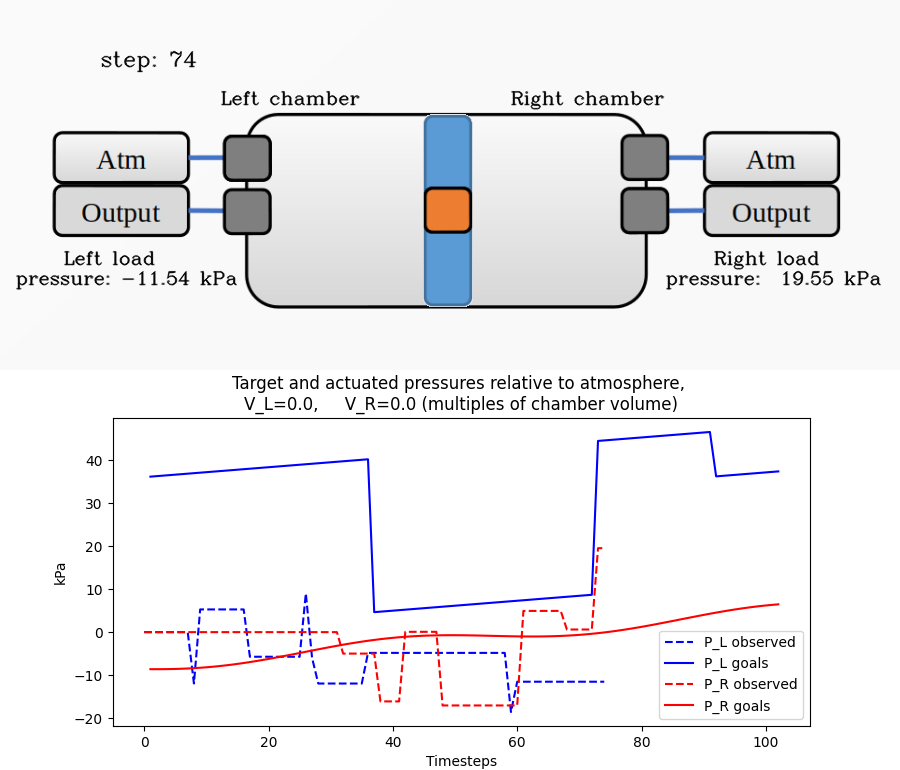 step: 74
Left chamber
Right chamber
Atm
Atm
Output
Output
Left load
pressure: −11.54 kPa
Right load
pressure: 19.55 kPa
Target and actuated pressures relative to atmosphere,
V_L=0.0, V_R=0.0 (multiples of chamber volume)
kPa
40
30
20
10
0
−10
−20
P_L observed
P_L goals
P_R observed
P_R goals
0 20 40 60 80 100
Timesteps